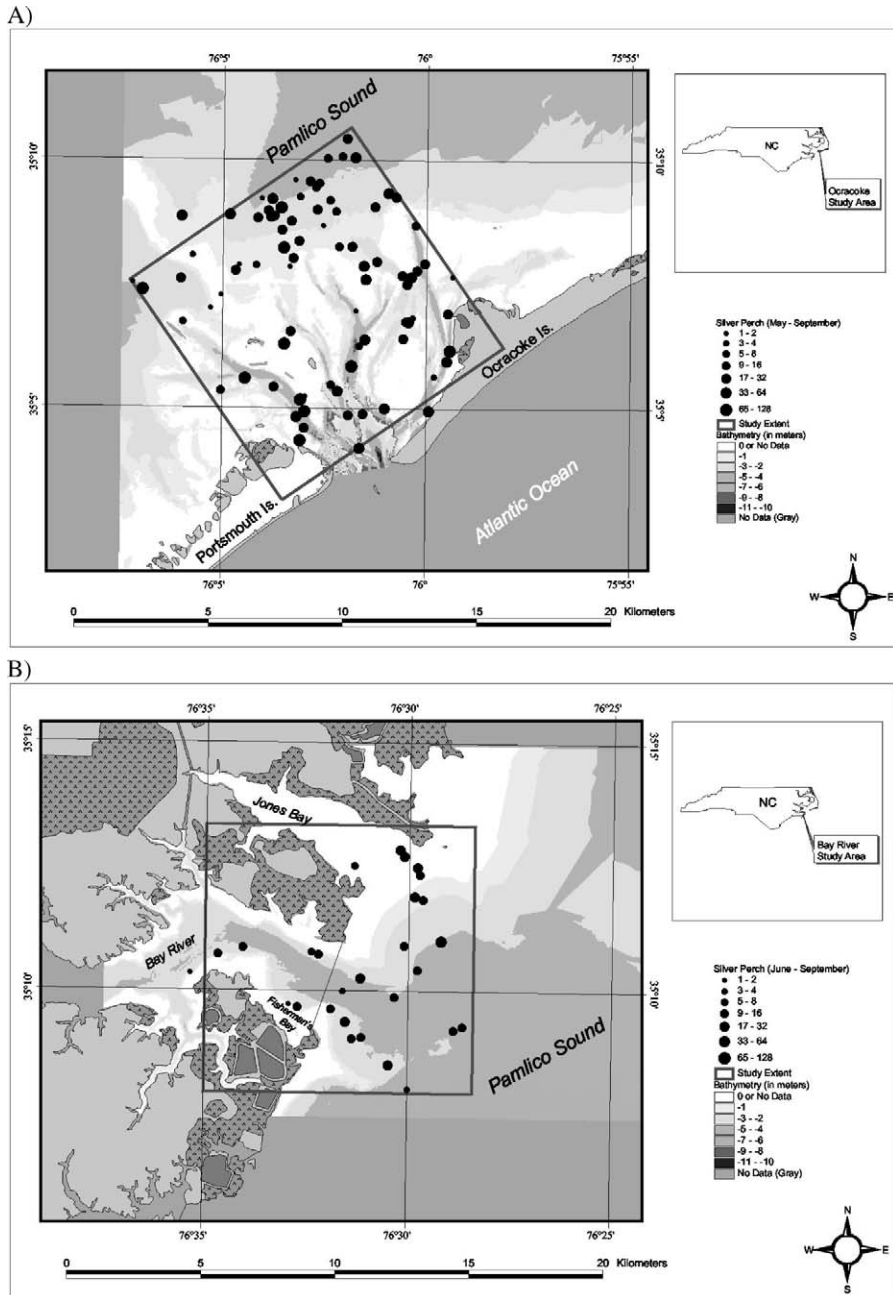 A)
76°5'
76°
75°55'
Pamlico Sound
35°10'
35°10'
NC
Ocracoke
Study Area
Silver Perch (May - September)
1 - 2
3 - 4
5 - 8
9 - 16
17 - 32
33 - 64
65 - 128
Study Extent
Bathymetry (in meters)
0 or No Data
-1
-3 - -2
-5 - -4
-7 - -6
-9 - -8
-11 - -10
No Data (Gray)
Ocracoke Is.
35°5'
35°5'
Portsmouth Is.
Atlantic Ocean
76°5'
76°
75°55'
N
W E
S
0 5 10 15 20 Kilometers
B)
76°35'
76°30'
76°25'
35°15'
35°15'
Jones Bay
NC
Bay River
Study Area
Bay River
35°10'
35°10'
Fishermen's
Bay
Pamlico Sound
Silver Perch (June - September)
1 - 2
3 - 4
5 - 8
9 - 16
17 - 32
33 - 64
65 - 128
Study Extent
Bathymetry (in meters)
0 or No Data
-1
-3 - -2
-5 - -4
-7 - -6
-9 - -8
-11 - -10
No Data (Gray)
76°35'
76°30'
76°25'
N
W E
S
0 5 10 15 20 Kilometers